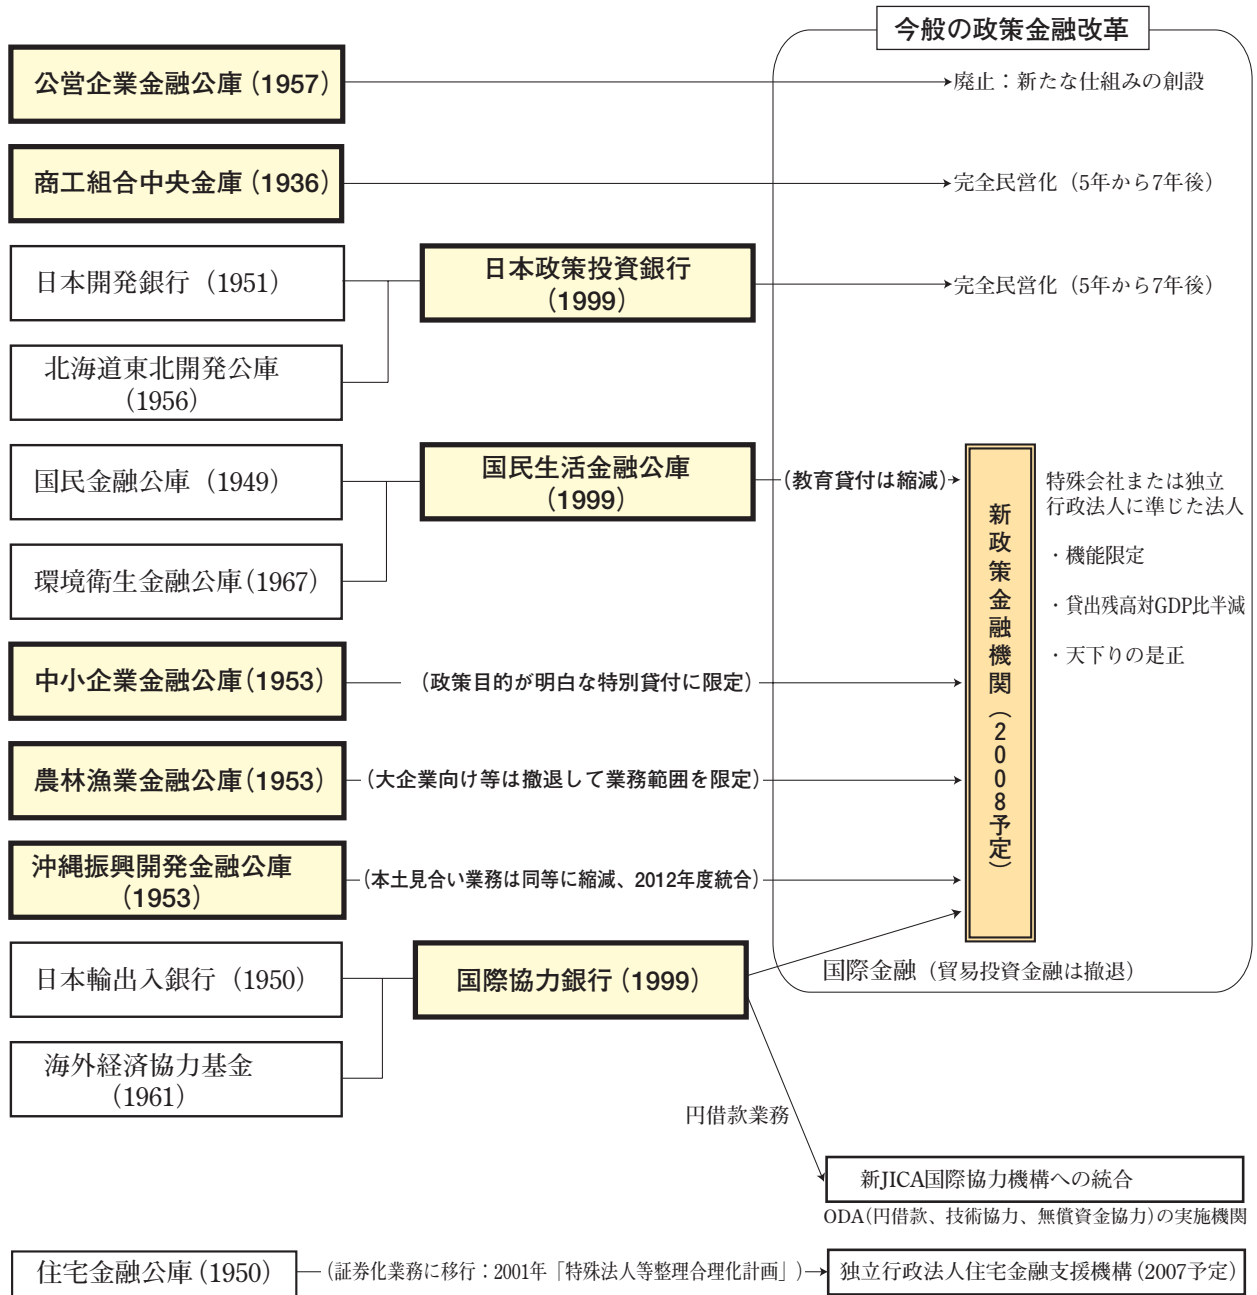 今般の政策金融改革
公営企業金融公庫（1957）
廃止：新たな仕組みの創設
商工組合中央金庫（1936）
完全民営化（5年から7年後）
日本開発銀行（1951）
日本政策投資銀行
（1999）
完全民営化（5年から7年後）
北海道東北開発公庫
（1956）
国民金融公庫（1949）
国民生活金融公庫
（1999）
（教育貸付は縮減）
環境衛生金融公庫（1967）
新政策金融機関（2008予定）
特殊会社または独立
行政法人に準じた法人
・機能限定
・貸出残高対GDP比半減
・天下りの是正
中小企業金融公庫（1953）
（政策目的が明白な特別貸付に限定）
農林漁業金融公庫（1953）
（大企業向け等は撤退して業務範囲を限定）
沖縄振興開発金融公庫
（1953）
（本土見合い業務は同等に縮減、2012年度統合）
日本輸出入銀行（1950）
国際協力銀行（1999）
国際金融（貿易投資金融は撤退）
海外経済協力基金
（1961）
円借款業務
新JICA国際協力機構への統合
ODA（円借款、技術協力、無償資金協力）の実施機関
住宅金融公庫（1950）
（証券化業務に移行：2001年「特殊法人等整理合理化計画」）
独立行政法人住宅金融支援機構（2007予定）